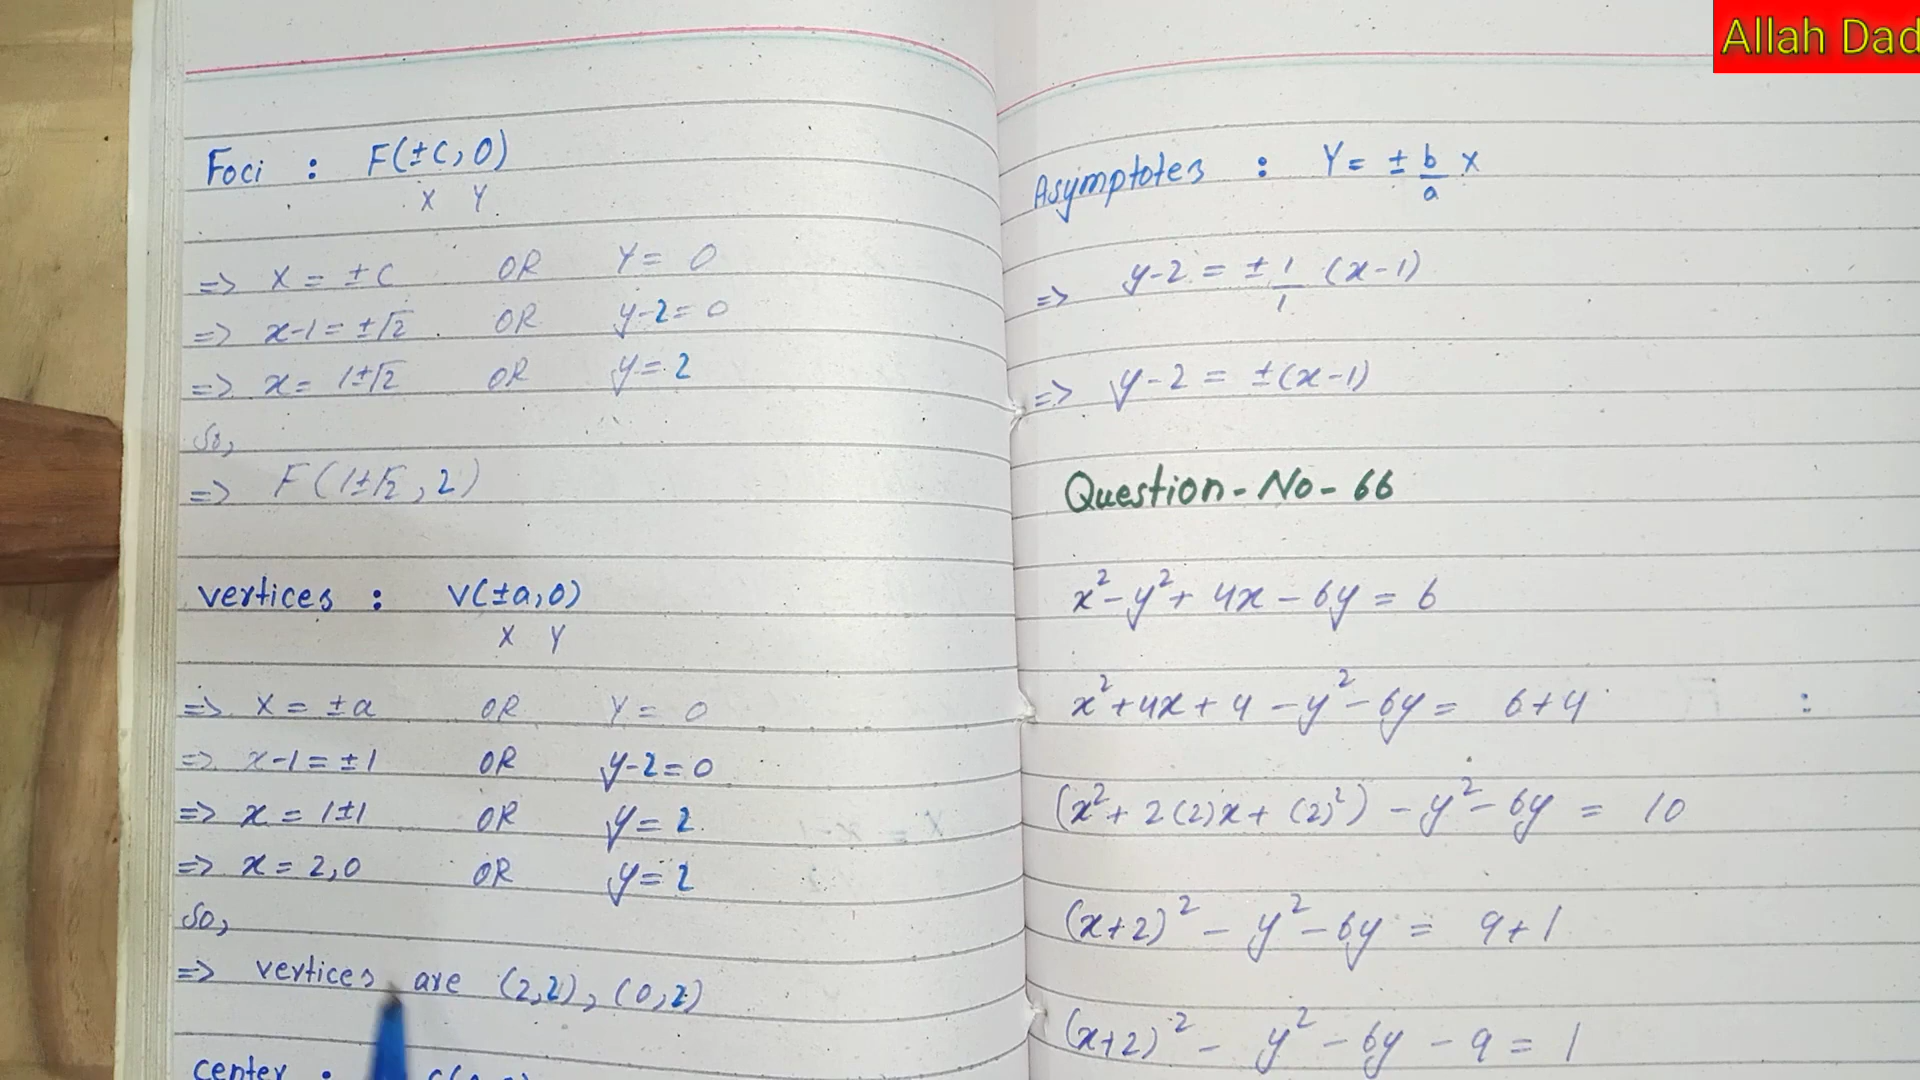 Allah Dad
Foci : F(±c, 0)
X Y
=> X = ±c OR Y = 0
=> x-1 = ±√2 OR y-2 = 0
=> x = 1±√2 OR y = 2
So,
=> F(1±√2, 2)
vertices : V(±a, 0)
X Y
=> X = ±a OR Y = 0
=> x-1 = ±1 OR y-2 = 0
=> x = 1±1 OR y = 2
=> x = 2,0 OR y = 2
So,
=> vertices are (2,2), (0,2)
center :
Asymptotes : Y = ± b/a X
=> y-2 = ± 1/1 (x-1)
=> y-2 = ±(x-1)
Question-No-66
x² - y² + 4x - 6y = 6
x² + 4x + 4 - y² - 6y = 6+4
(x² + 2(2)x + (2)²) - y² - 6y = 10
(x+2)² - y² - 6y = 9+1
(x+2)² - y² - 6y - 9 = 1